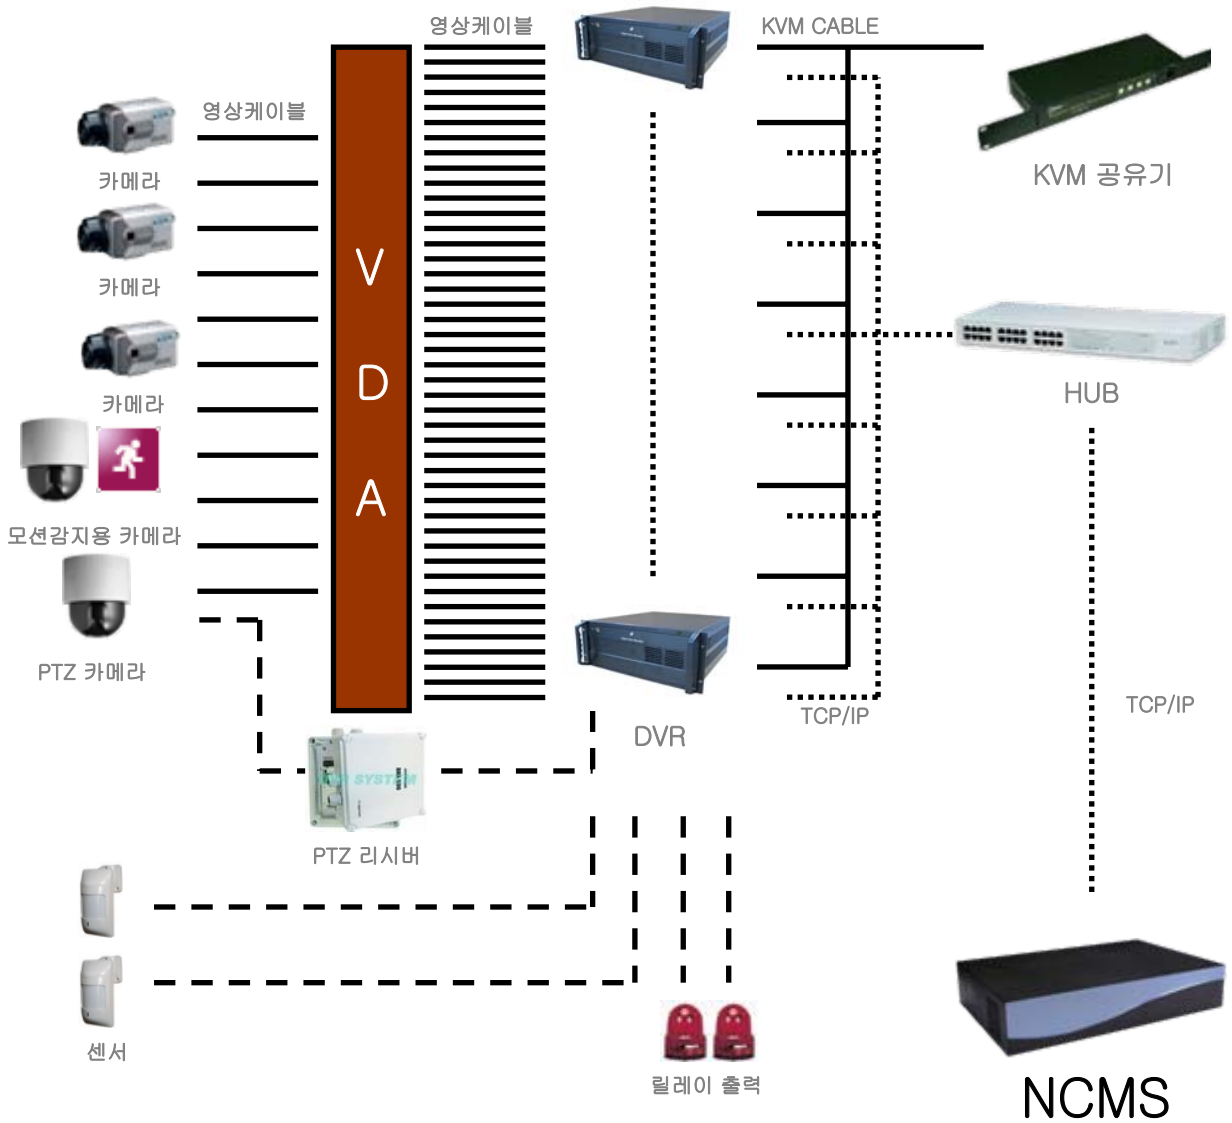 영상케이블
KVM CABLE
영상케이블
카메라
KVM 공유기
카메라
V
D
A
카메라
HUB
모션감지용 카메라
PTZ 카메라
TCP/IP
TCP/IP
DVR
SYSTEM
PTZ 리시버
센서
릴레이 출력
NCMS